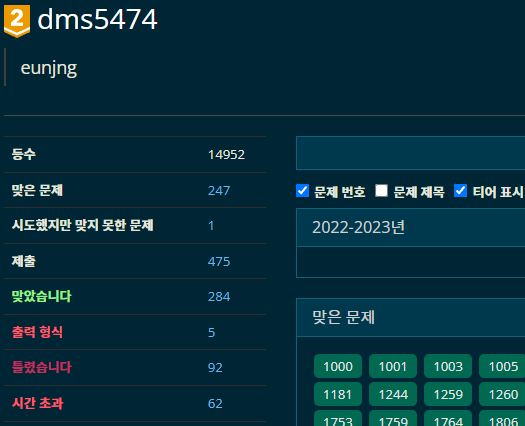 2 dms5474
eunjng
등수 14952
맞은 문제 247
시도했지만 맞지 못한 문제 1
제출 475
맞았습니다 284
출력 형식 5
틀렸습니다 92
시간 초과 62
문제 번호 문제 제목 티어 표시
2022-2023년
맞은 문제
1000 1001 1003 1005
1181 1244 1259 1260
1753 1759 1764 1806